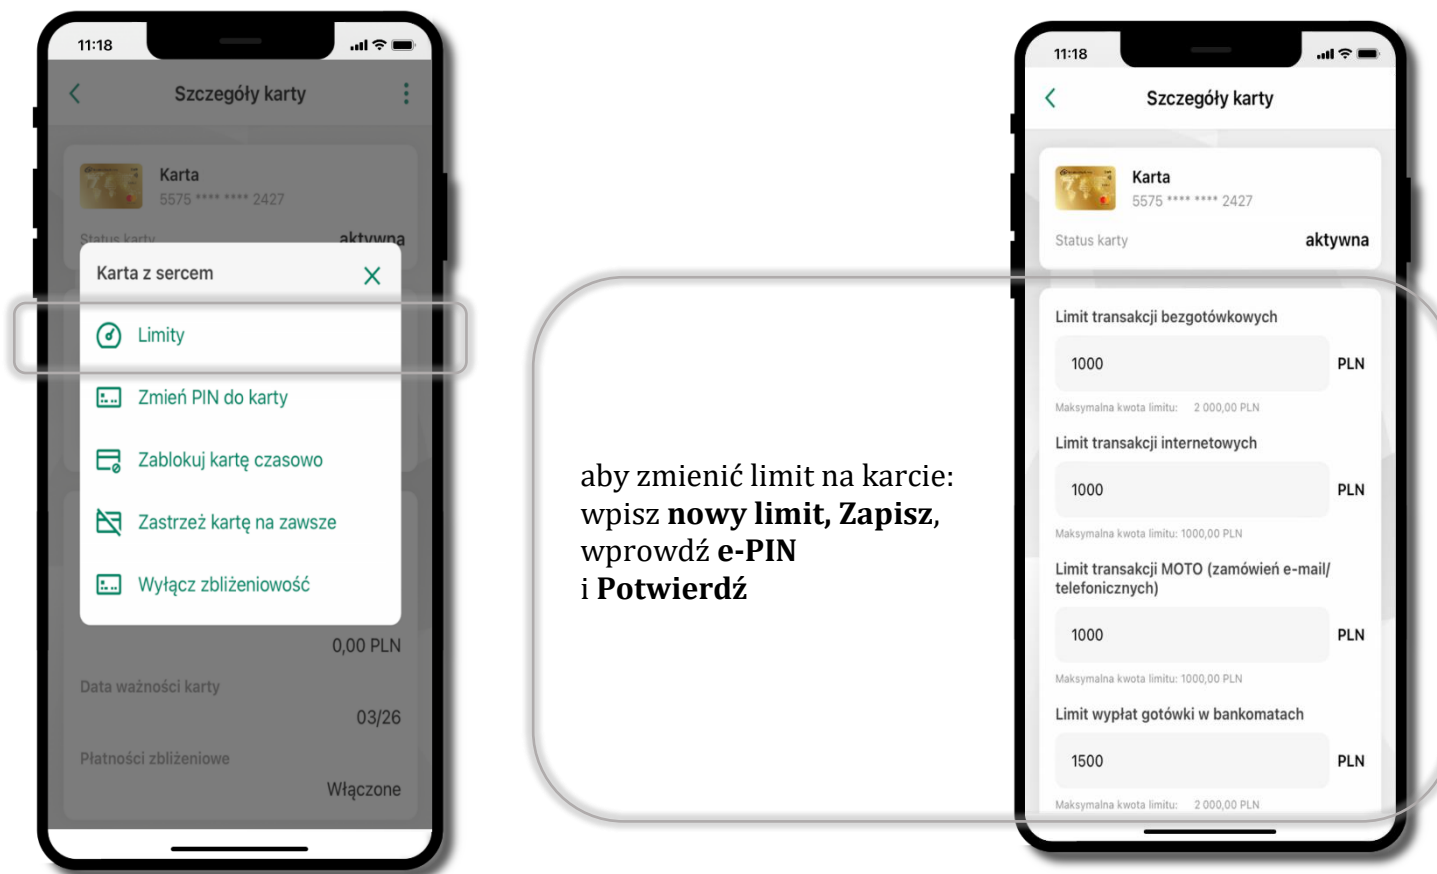 11:18
Szczegóły karty
Karta
5575 **** **** 2427
Status karty
aktywna
Karta z sercem
Limity
Zmień PIN do karty
Zablokuj kartę czasowo
Zastrzeż kartę na zawsze
Wyłącz zbliżeniowość
0,00 PLN
Data ważności karty
03/26
Płatności zbliżeniowe
Włączone
aby zmienić limit na karcie:
wpisz nowy limit, Zapisz,
wprowdź e-PIN
i Potwierdź
11:18
Szczegóły karty
Karta
5575 **** **** 2427
Status karty
aktywna
Limit transakcji bezgotówkowych
1000 PLN
Maksymalna kwota limitu: 2 000,00 PLN
Limit transakcji internetowych
1000 PLN
Maksymalna kwota limitu: 1000,00 PLN
Limit transakcji MOTO (zamówień e-mail/
telefonicznych)
1000 PLN
Maksymalna kwota limitu: 1000,00 PLN
Limit wypłat gotówki w bankomatach
1500 PLN
Maksymalna kwota limitu: 2 000,00 PLN